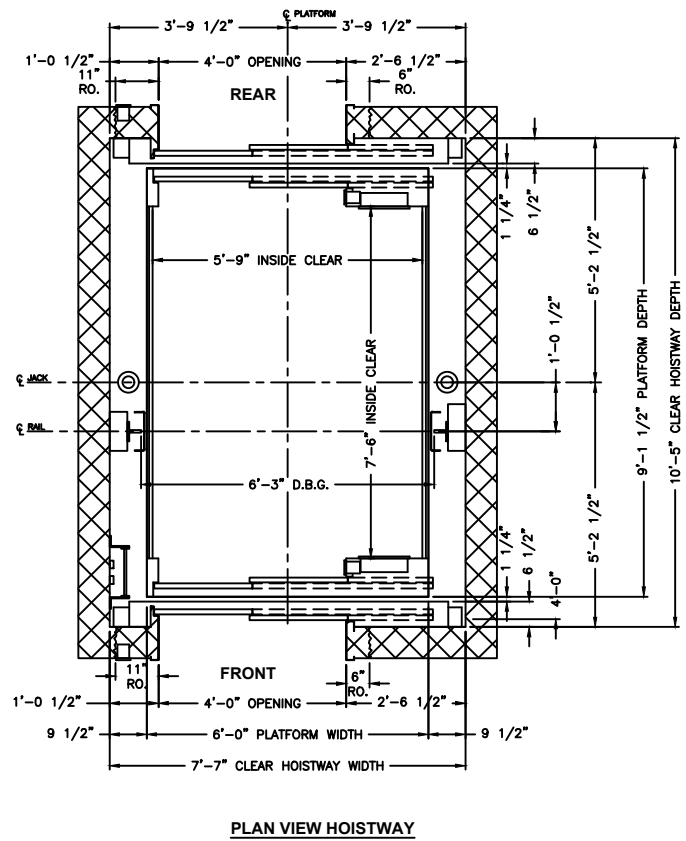 ℄ PLATFORM
3'-9 1/2" 3'-9 1/2"
1'-0 1/2" 4'-0" OPENING 2'-6 1/2"
11" RO.
6" RO.
REAR
1 1/4"
6 1/2"
5'-2 1/2"
5'-9" INSIDE CLEAR
7'-6" INSIDE CLEAR
1'-0 1/2"
9'-1 1/2" PLATFORM DEPTH
10'-5" CLEAR HOISTWAY DEPTH
℄ JACK
℄ RAIL
6'-3" D.B.G.
5'-2 1/2"
1 1/4"
6 1/2"
4'-0"
11" RO.
FRONT
6" RO.
1'-0 1/2" 4'-0" OPENING 2'-6 1/2"
9 1/2" 6'-0" PLATFORM WIDTH 9 1/2"
7'-7" CLEAR HOISTWAY WIDTH
PLAN VIEW HOISTWAY